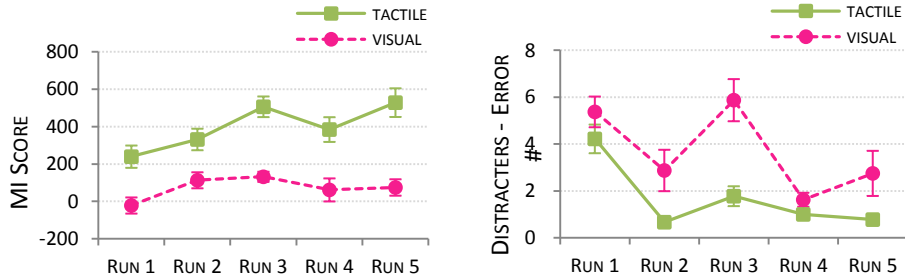 TACTILE
VISUAL
MI SCORE
800
600
400
200
0
-200
RUN 1 RUN 2 RUN 3 RUN 4 RUN 5
TACTILE
VISUAL
DISTRACTERS - ERROR
#
8
6
4
2
0
RUN 1 RUN 2 RUN 3 RUN 4 RUN 5